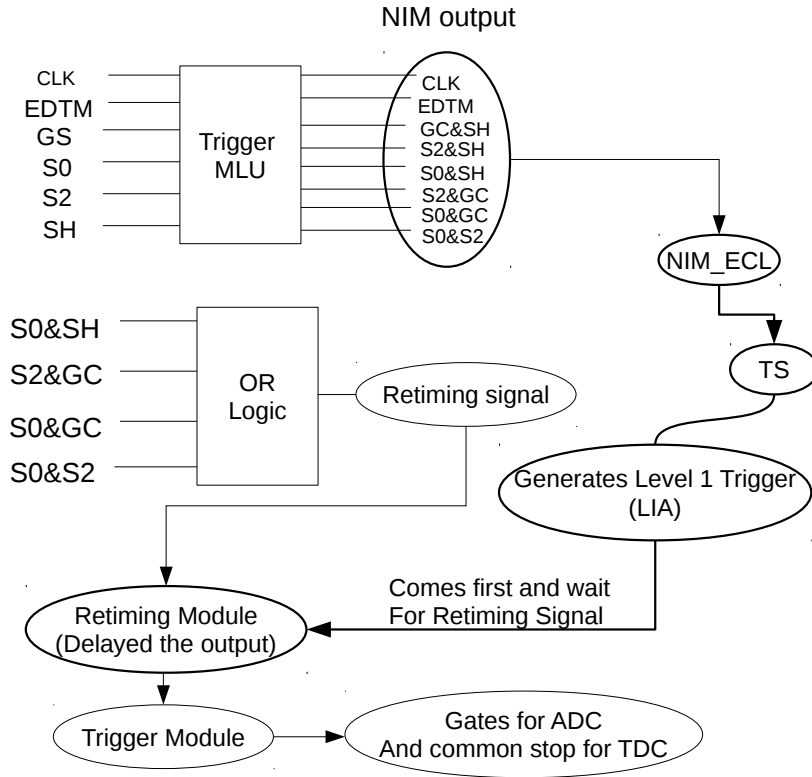 NIM output
CLK
EDTM
GS
S0
S2
SH
Trigger
MLU
CLK
EDTM
GC&SH
S2&SH
S0&SH
S2&GC
S0&GC
S0&S2
NIM_ECL
TS
S0&SH
S2&GC
S0&GC
S0&S2
OR
Logic
Retiming signal
Generates Level 1 Trigger
(LIA)
Comes first and wait
For Retiming Signal
Retiming Module
(Delayed the output)
Trigger Module
Gates for ADC
And common stop for TDC